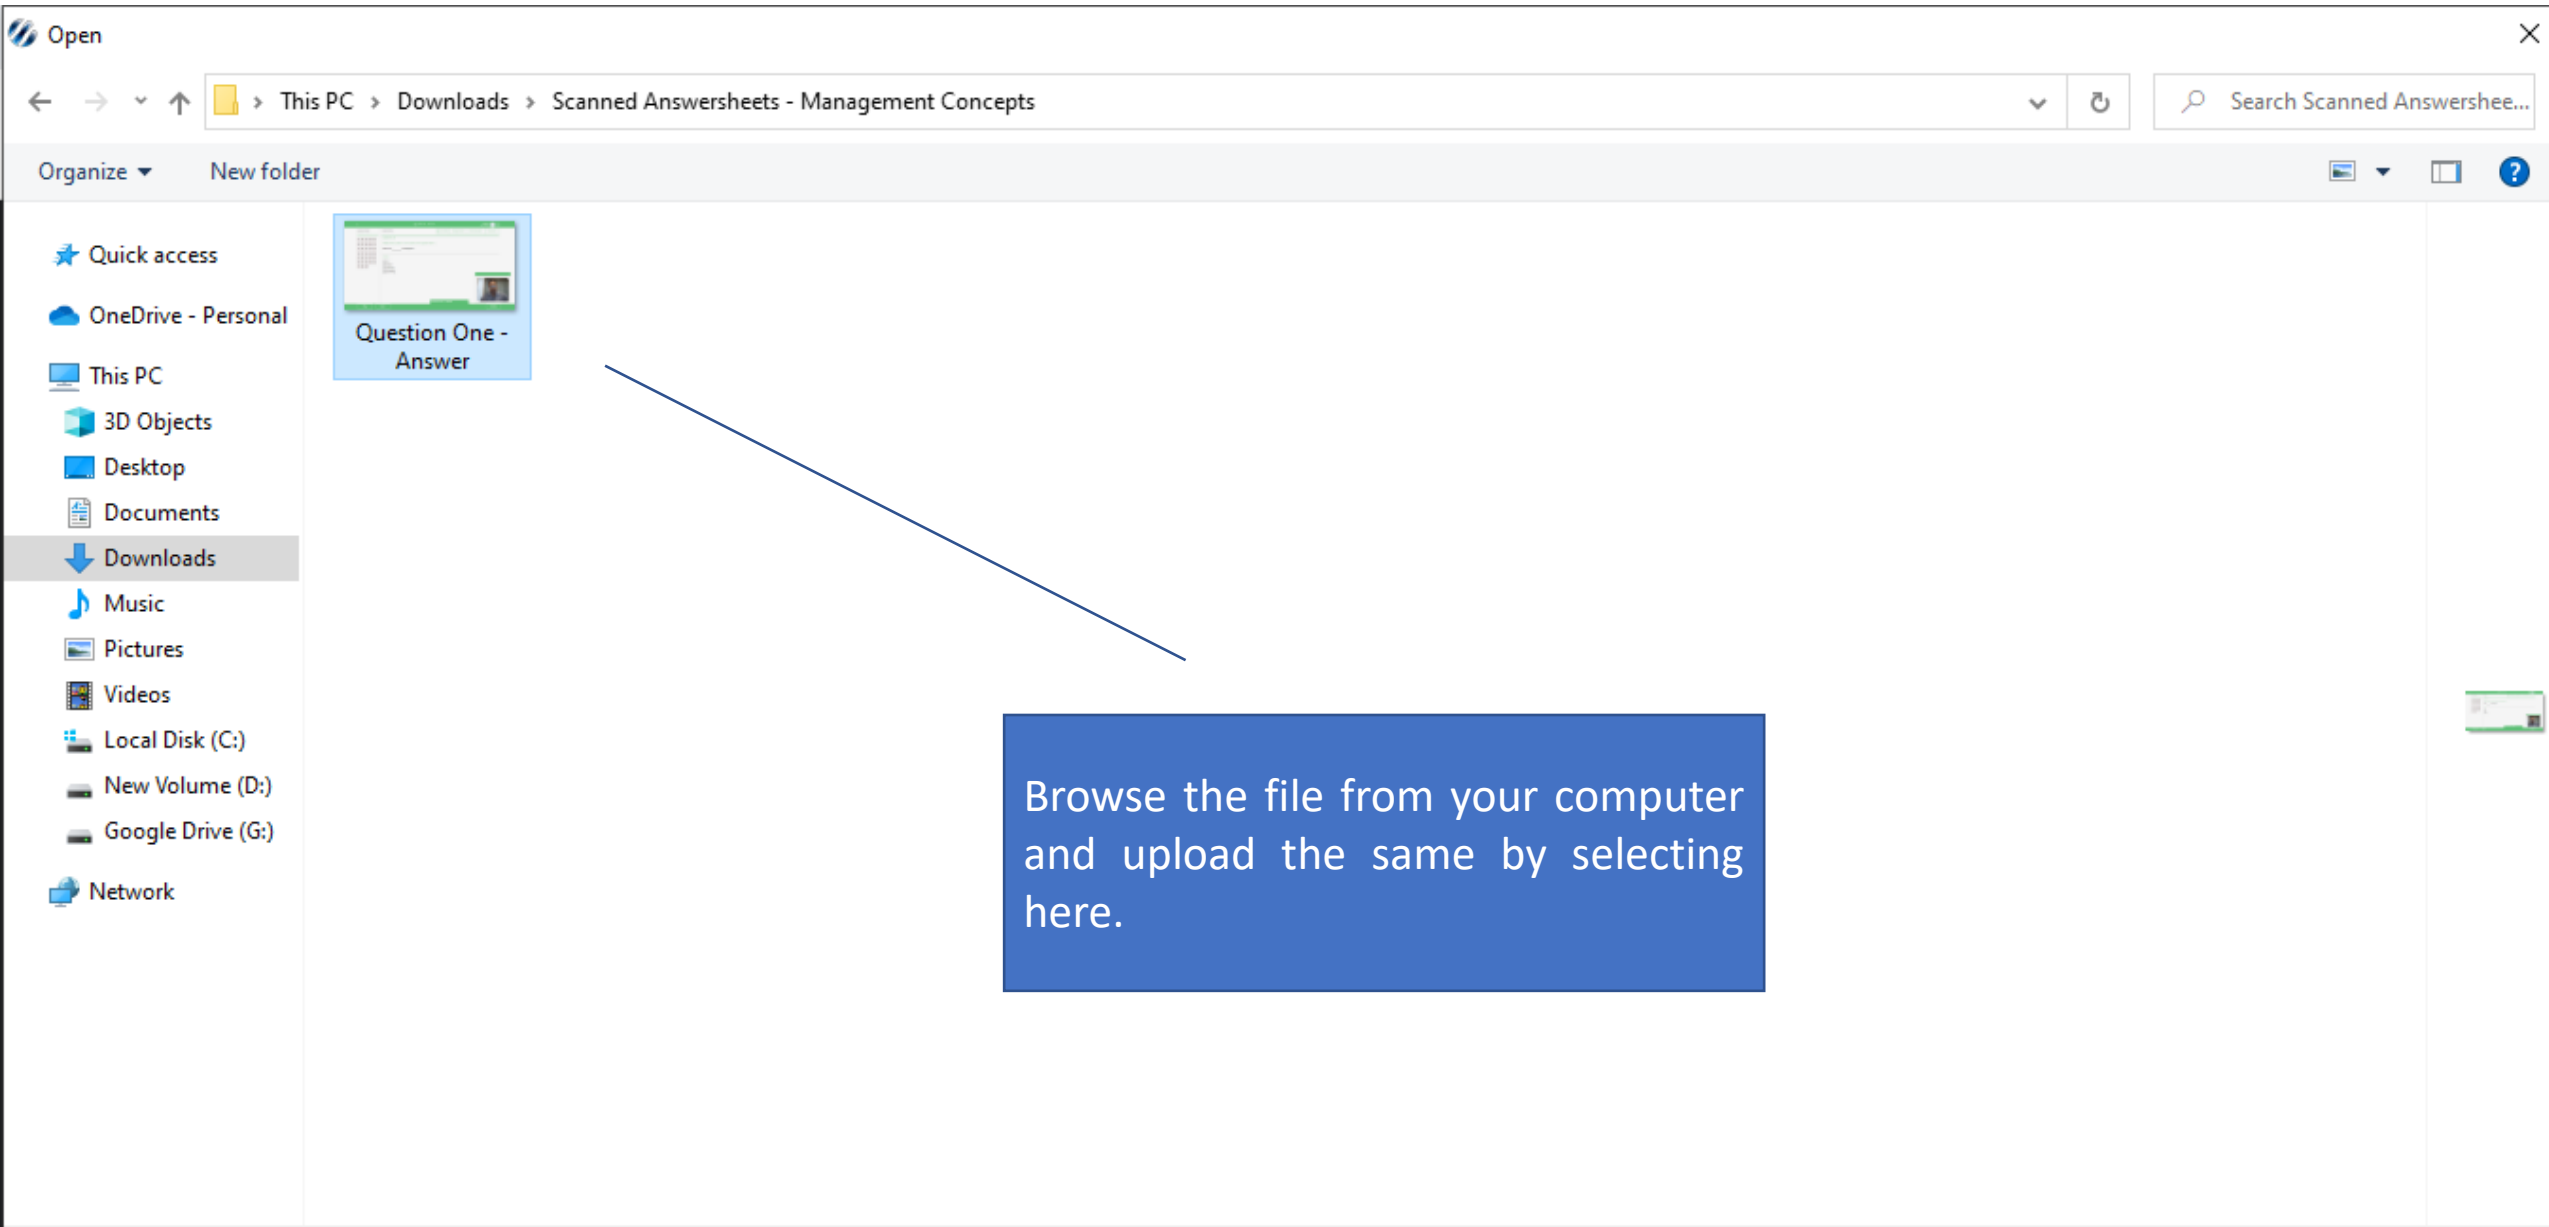 Open
This PC > Downloads > Scanned Answersheets - Management Concepts
Search Scanned Answershee...
Organize
New folder
Quick access
OneDrive - Personal
This PC
3D Objects
Desktop
Documents
Downloads
Music
Pictures
Videos
Local Disk (C:)
New Volume (D:)
Google Drive (G:)
Network
Question One -
Answer
Browse the file from your computer
and upload the same by selecting
here.